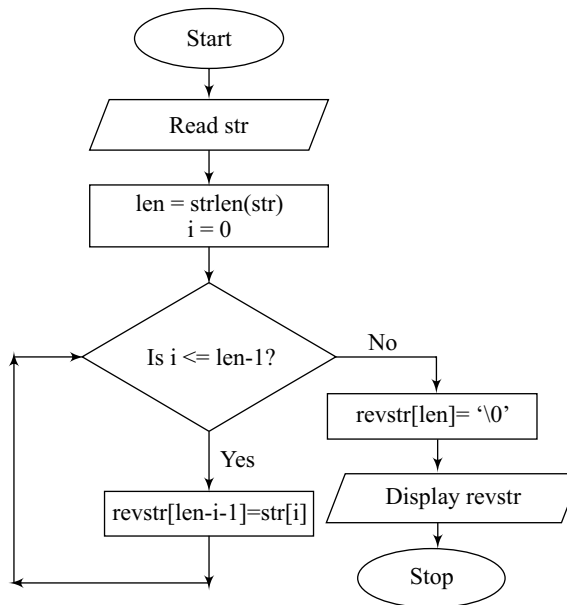 Start
Read str
len = strlen(str)
i = 0
Is i <= len-1?
No
Yes
revstr[len-i-1]=str[i]
revstr[len]= ‘\0’
Display revstr
Stop